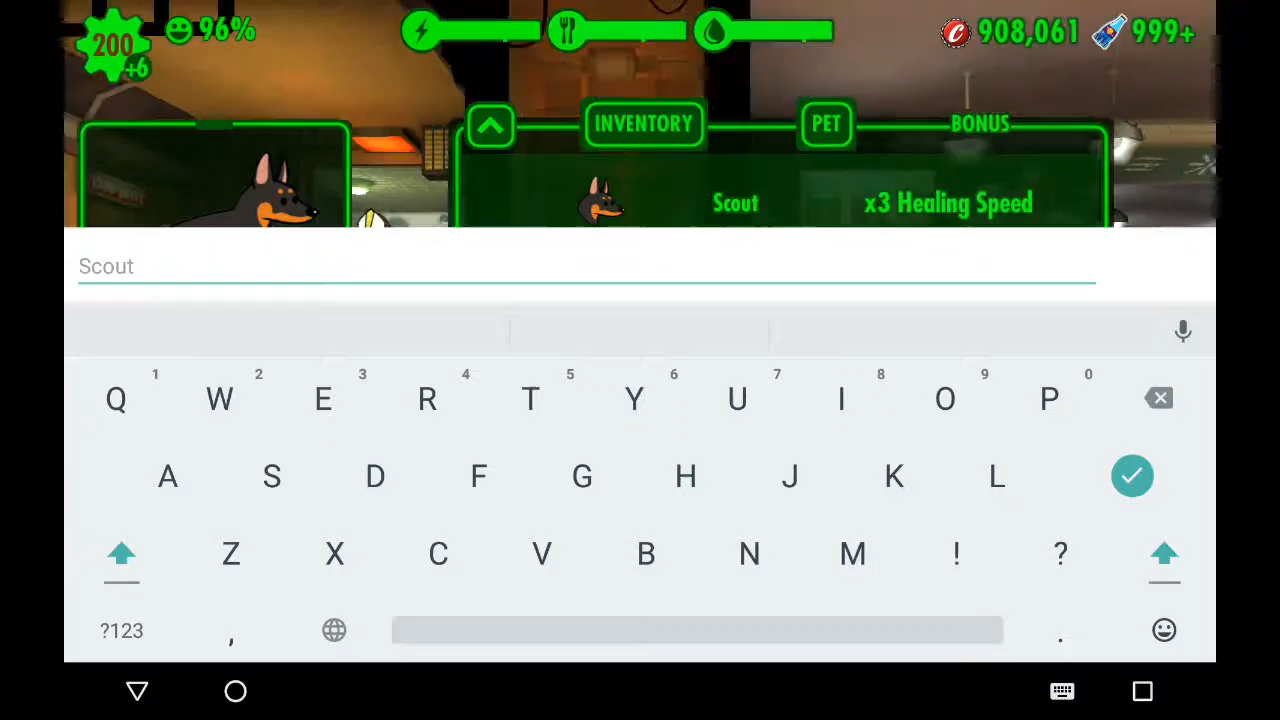 200
+6
96%
908,061
999+
INVENTORY
PET
BONUS
Scout
x3 Healing Speed
Scout
1 2 3 4 5 6 7 8 9 0
Q W E R T Y U I O P
A S D F G H J K L
Z X C V B N M ! ?
?123 , .